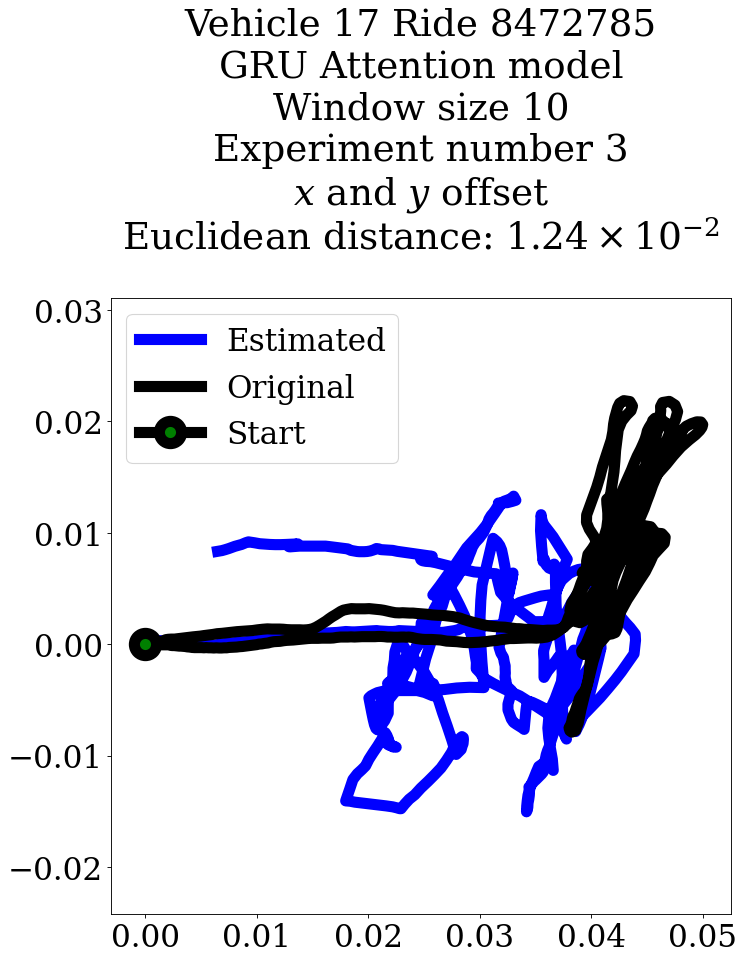 Vehicle 17 Ride 8472785
GRU Attention model
Window size 10
Experiment number 3
x and y offset
Euclidean distance: 1.24 × 10⁻²
Estimated
Original
Start
0.03
0.02
0.01
0.00
−0.01
−0.02
0.00 0.01 0.02 0.03 0.04 0.05